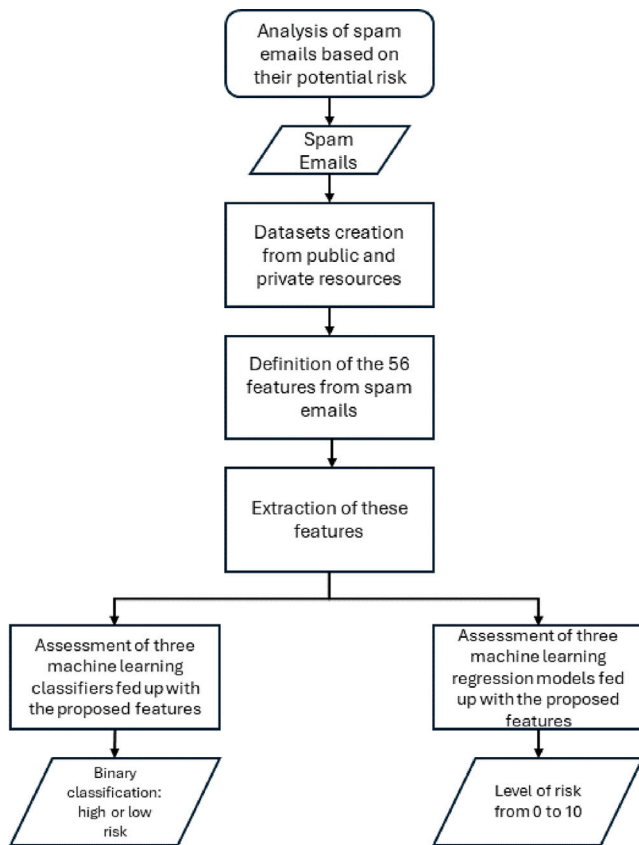 Analysis of spam
emails based on
their potential risk
Spam
Emails
Datasets creation
from public and
private resources
Definition of the 56
features from spam
emails
Extraction of these
features
Assessment of three
machine learning
classifiers fed up with
the proposed features
Assessment of three
machine learning
regression models fed
up with the proposed
features
Binary
classification:
high or low
risk
Level of risk
from 0 to 10